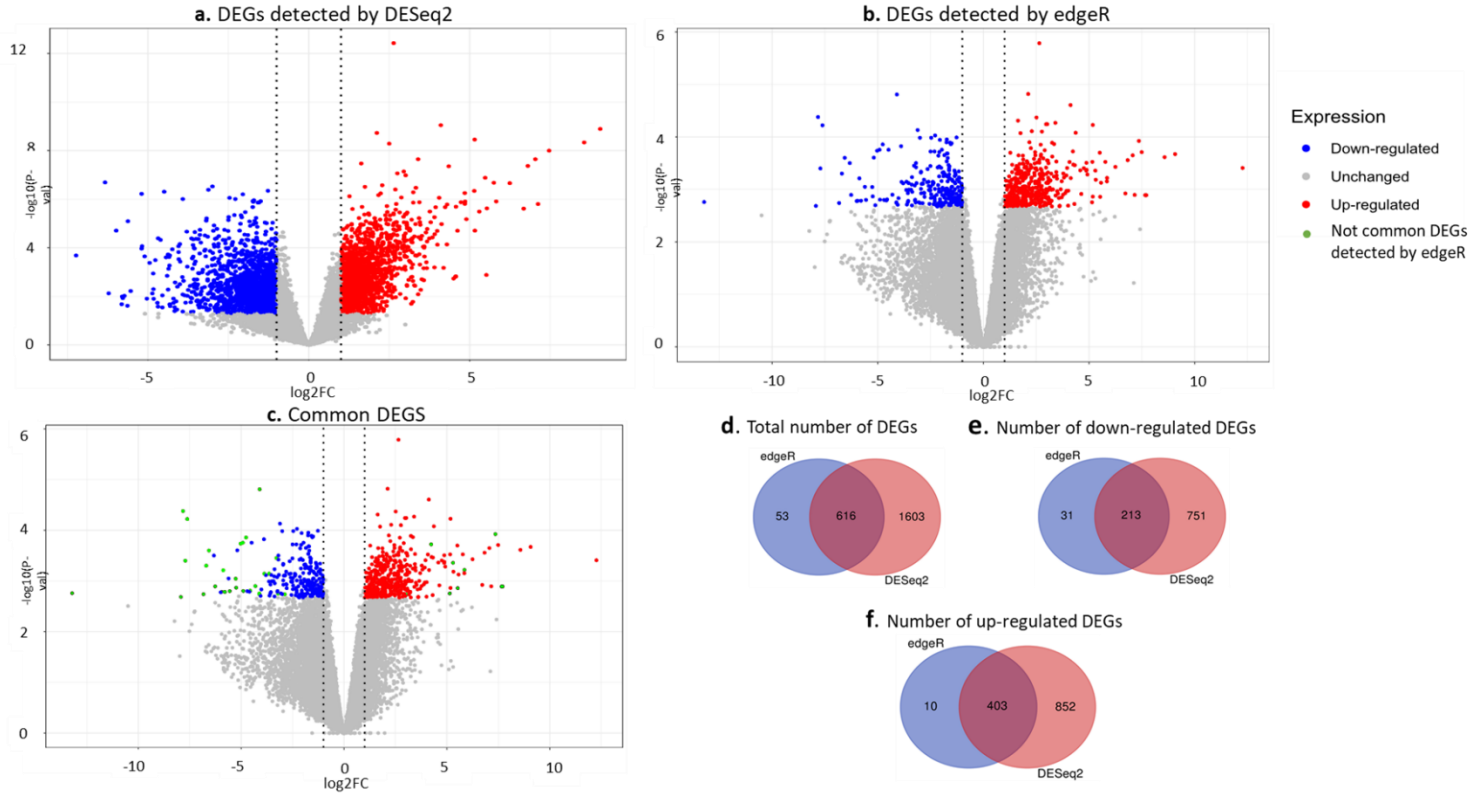 a. DEGs detected by DESeq2
12
8
4
0
-log10(P-
val)
-5
0
5
log2FC
b. DEGs detected by edgeR
6
4
2
0
-log10(P-
val)
-10
-5
0
5
10
log2FC
Expression
Down-regulated
Unchanged
Up-regulated
Not common DEGs
detected by edgeR
c. Common DEGS
6
4
2
0
-log10(P-
val)
-10
-5
0
5
10
log2FC
d. Total number of DEGs
edgeR
53
616
1603
DESeq2
e. Number of down-regulated DEGs
edgeR
31
213
751
DESeq2
f. Number of up-regulated DEGs
edgeR
10
403
852
DESeq2